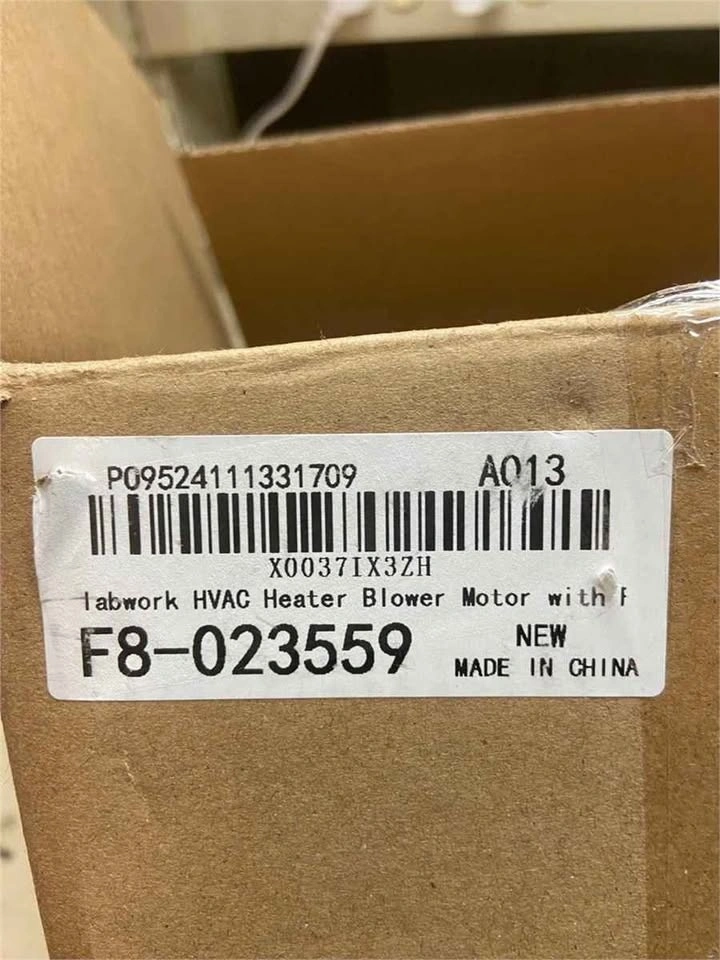 P09524111331709 A013
X0037IX3ZH
labwork HVAC Heater Blower Motor with
F8-023559 NEW
MADE IN CHINA